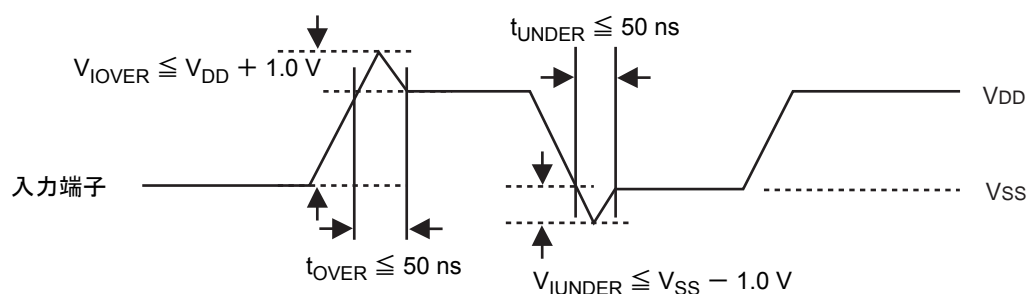 t_UNDER ≦ 50 ns
V_IOVER ≦ V_DD + 1.0 V
VDD
入力端子
VSS
t_OVER ≦ 50 ns
V_IUNDER ≦ V_SS − 1.0 V